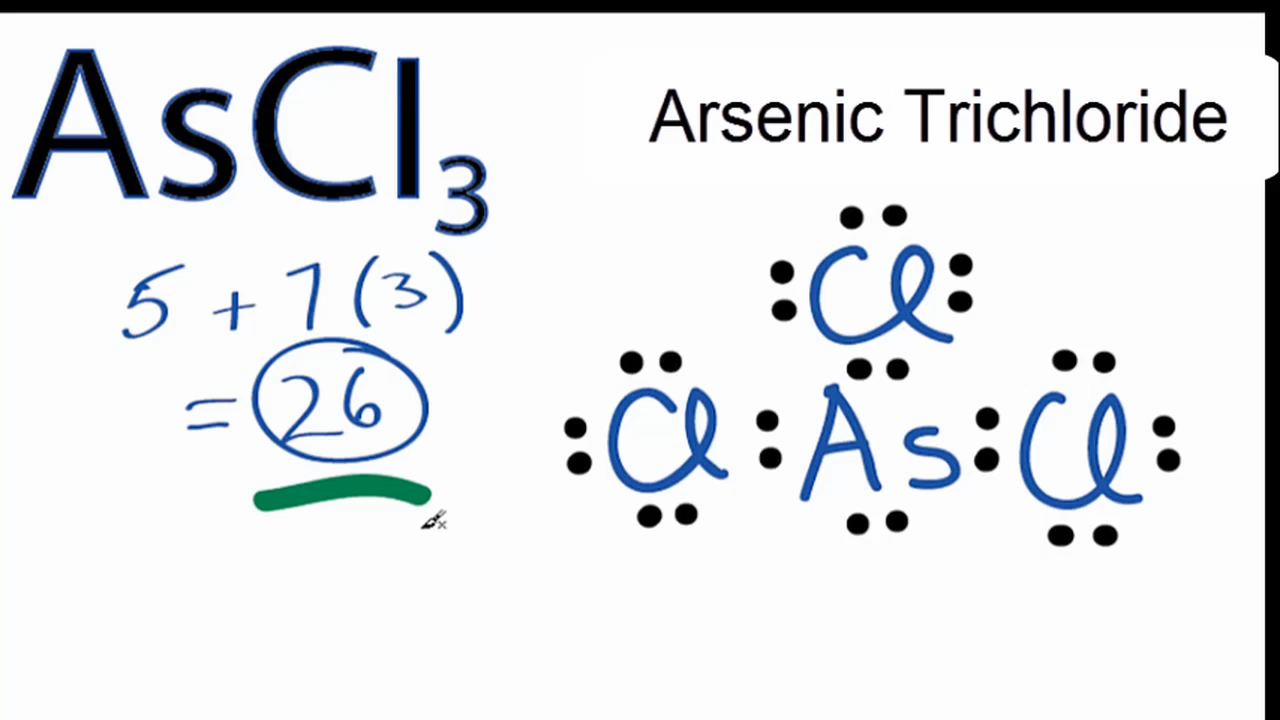 AsCl3
Arsenic Trichloride
5 + 7 (3)
= 26
Cl
Cl As Cl